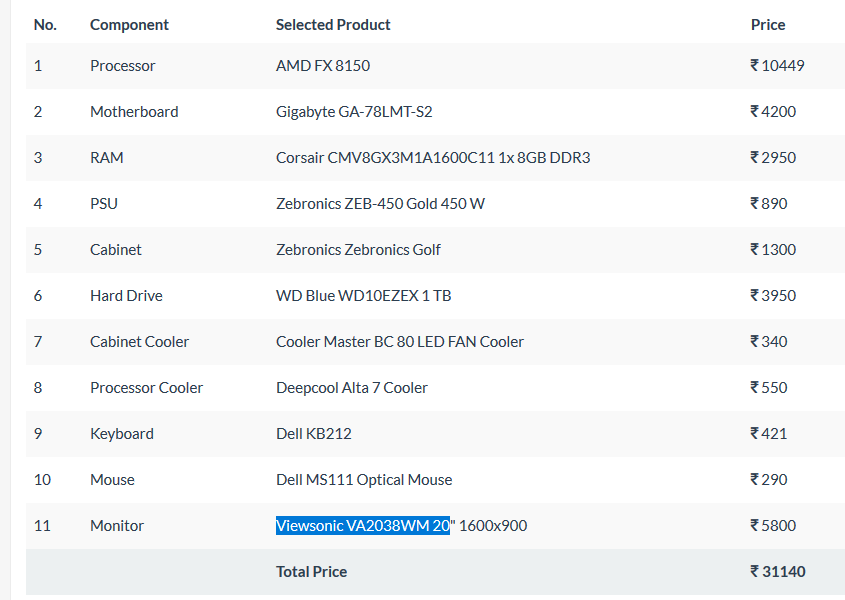 No. Component Selected Product Price
1 Processor AMD FX 8150 ₹ 10449
2 Motherboard Gigabyte GA-78LMT-S2 ₹ 4200
3 RAM Corsair CMV8GX3M1A1600C11 1x 8GB DDR3 ₹ 2950
4 PSU Zebronics ZEB-450 Gold 450 W ₹ 890
5 Cabinet Zebronics Zebronics Golf ₹ 1300
6 Hard Drive WD Blue WD10EZEX 1 TB ₹ 3950
7 Cabinet Cooler Cooler Master BC 80 LED FAN Cooler ₹ 340
8 Processor Cooler Deepcool Alta 7 Cooler ₹ 550
9 Keyboard Dell KB212 ₹ 421
10 Mouse Dell MS111 Optical Mouse ₹ 290
11 Monitor Viewsonic VA2038WM 20" 1600x900 ₹ 5800
Total Price ₹ 31140